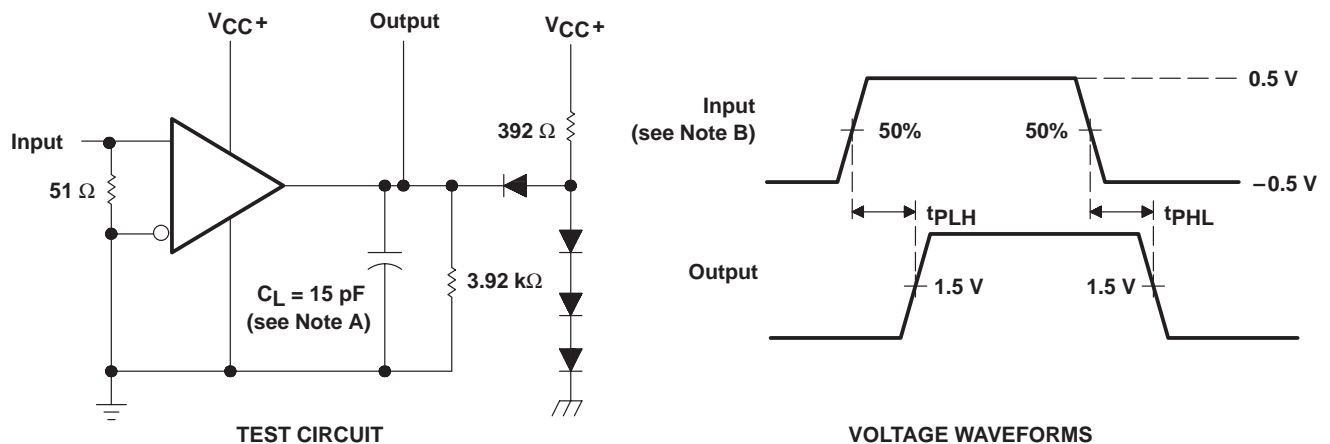 VCC+
Output
VCC+
Input
51 Ω
392 Ω
3.92 kΩ
CL = 15 pF
(see Note A)
TEST CIRCUIT
Input
(see Note B)
50%
50%
0.5 V
−0.5 V
tPLH
tPHL
Output
1.5 V
1.5 V
VOLTAGE WAVEFORMS